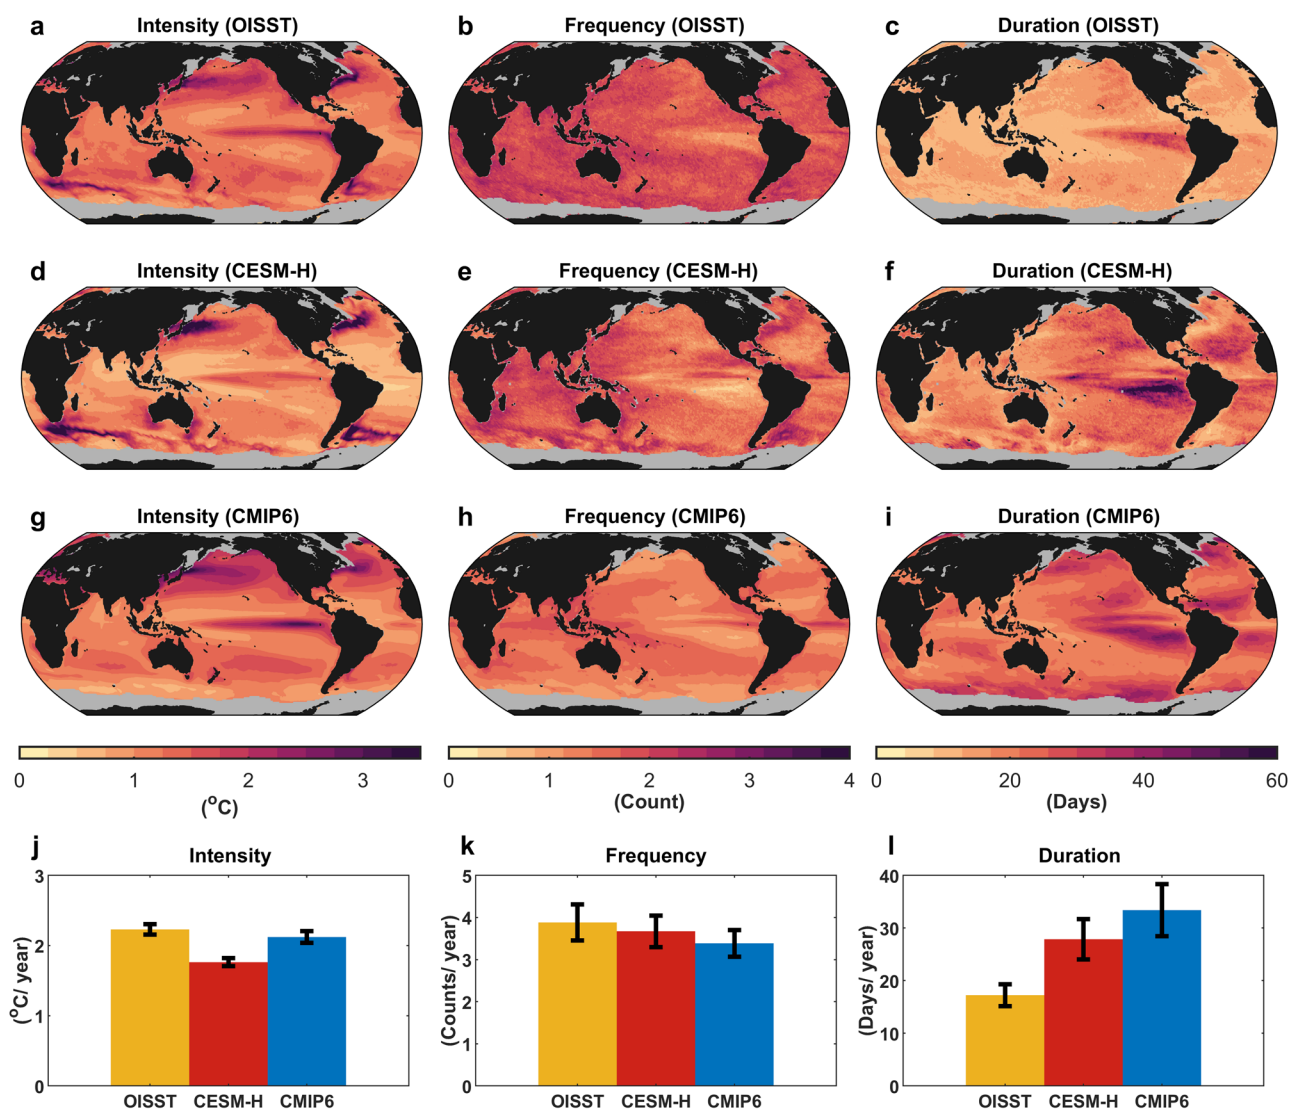 a Intensity (OISST)
b Frequency (OISST)
c Duration (OISST)
d Intensity (CESM-H)
e Frequency (CESM-H)
f Duration (CESM-H)
g Intensity (CMIP6)
h Frequency (CMIP6)
i Duration (CMIP6)
0 1 2 3
(°C)
0 1 2 3 4
(Count)
0 20 40 60
(Days)
j Intensity
3
2
1
0
(°C/ year)
OISST CESM-H CMIP6
k Frequency
5
4
3
2
1
0
(Counts/ year)
OISST CESM-H CMIP6
l Duration
40
30
20
10
0
(Days/ year)
OISST CESM-H CMIP6